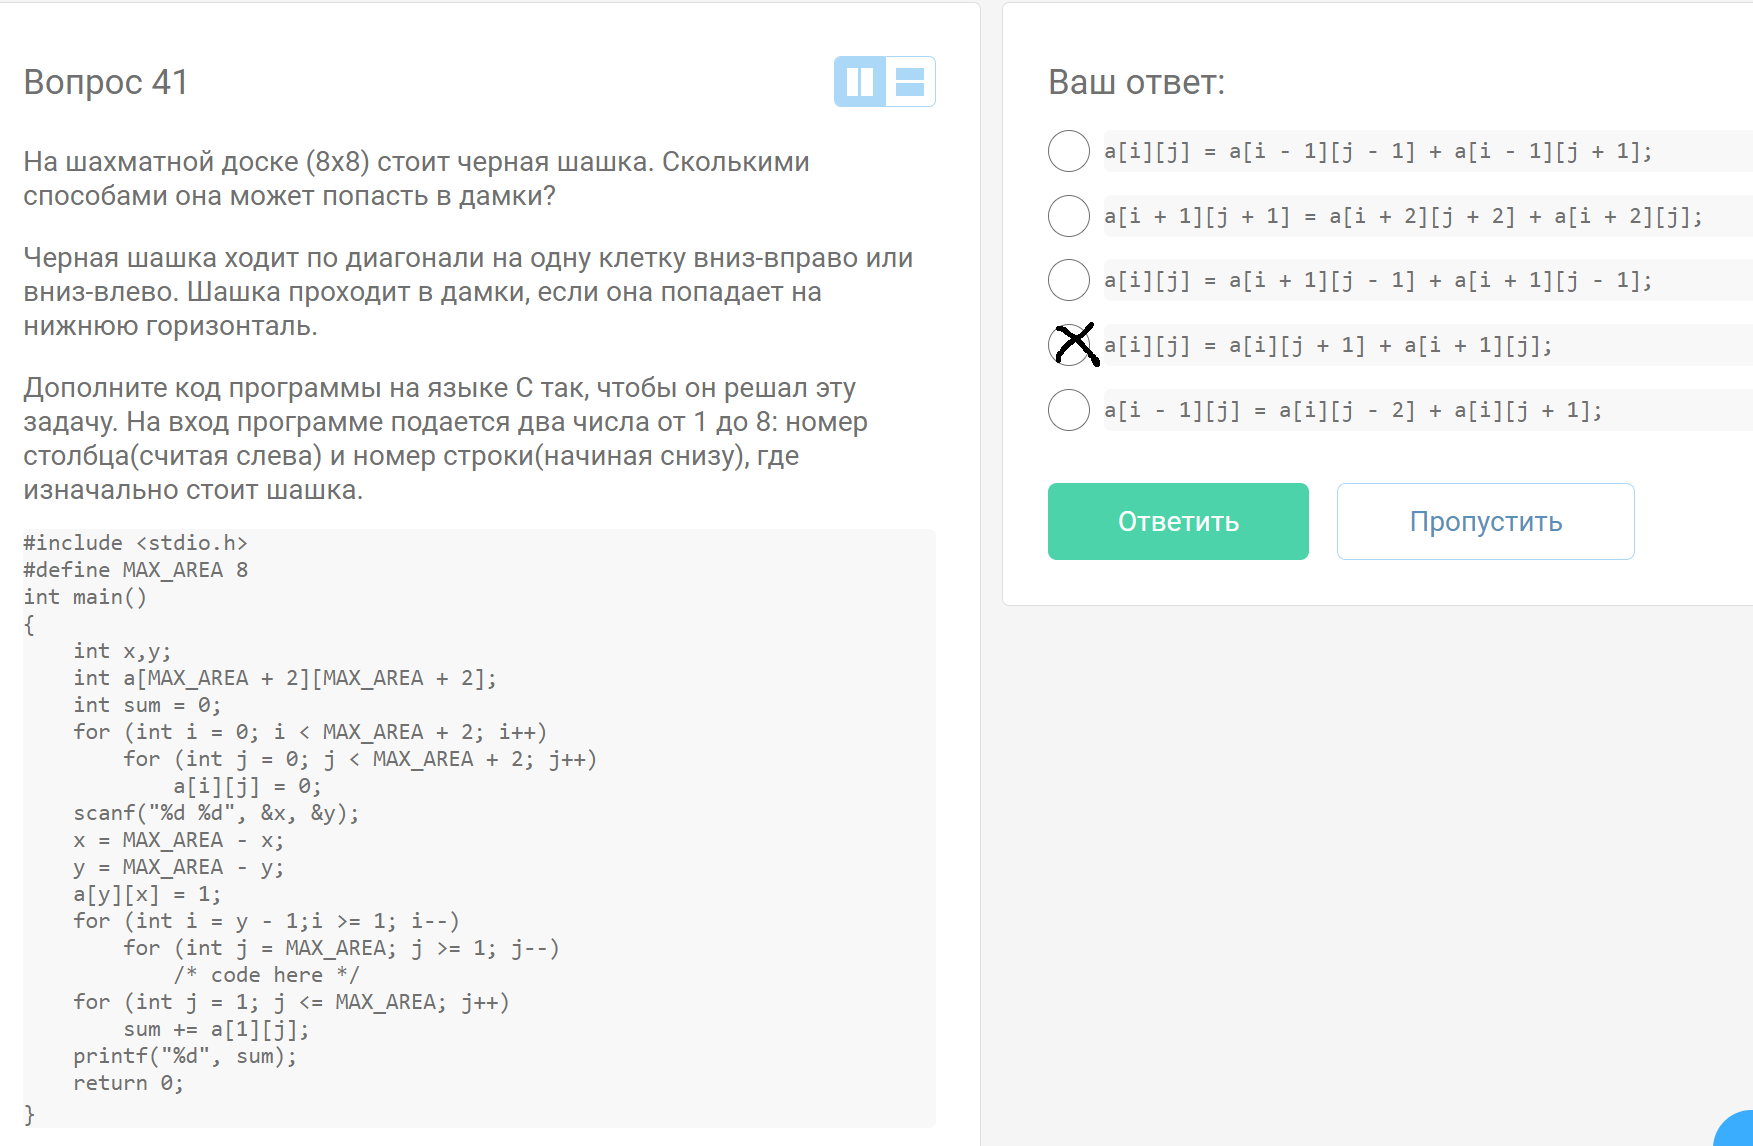 Вопрос 41
На шахматной доске (8x8) стоит черная шашка. Сколькими
способами она может попасть в дамки?
Черная шашка ходит по диагонали на одну клетку вниз-вправо или
вниз-влево. Шашка проходит в дамки, если она попадает на
нижнюю горизонталь.
Дополните код программы на языке C так, чтобы он решал эту
задачу. На вход программе подается два числа от 1 до 8: номер
столбца(считая слева) и номер строки(начиная снизу), где
изначально стоит шашка.
#include <stdio.h>
#define MAX_AREA 8
int main()
{
    int x,y;
    int a[MAX_AREA + 2][MAX_AREA + 2];
    int sum = 0;
    for (int i = 0; i < MAX_AREA + 2; i++)
        for (int j = 0; j < MAX_AREA + 2; j++)
            a[i][j] = 0;
    scanf("%d %d", &x, &y);
    x = MAX_AREA - x;
    y = MAX_AREA - y;
    a[y][x] = 1;
    for (int i = y - 1;i >= 1; i--)
        for (int j = MAX_AREA; j >= 1; j--)
            /* code here */
    for (int j = 1; j <= MAX_AREA; j++)
        sum += a[1][j];
    printf("%d", sum);
    return 0;
}
Ваш ответ:
a[i][j] = a[i - 1][j - 1] + a[i - 1][j + 1];
a[i + 1][j + 1] = a[i + 2][j + 2] + a[i + 2][j];
a[i][j] = a[i + 1][j - 1] + a[i + 1][j - 1];
a[i][j] = a[i][j + 1] + a[i + 1][j];
a[i - 1][j] = a[i][j - 2] + a[i][j + 1];
Ответить
Пропустить